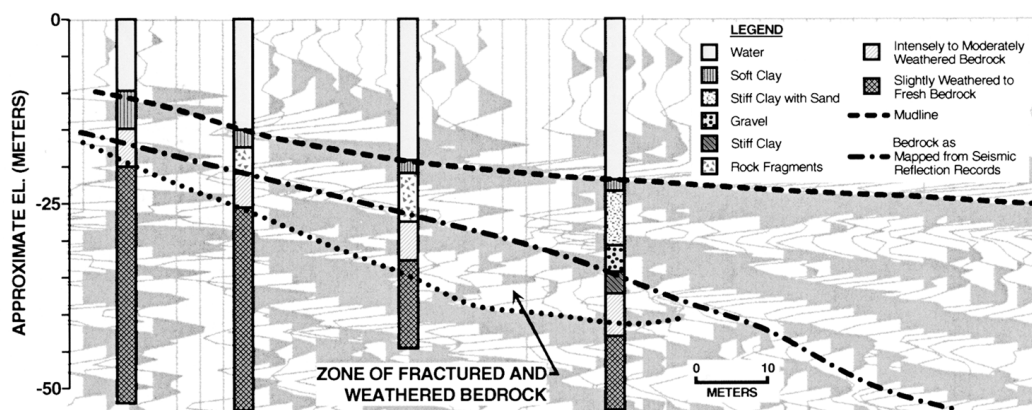 APPROXIMATE EL. (METERS)
0
-25
-50
LEGEND
Water
Soft Clay
Stiff Clay with Sand
Gravel
Stiff Clay
Rock Fragments
Intensely to Moderately
Weathered Bedrock
Slightly Weathered to
Fresh Bedrock
Mudline
Bedrock as
Mapped from Seismic
Reflection Records
ZONE OF FRACTURED AND
WEATHERED BEDROCK
0 10
METERS